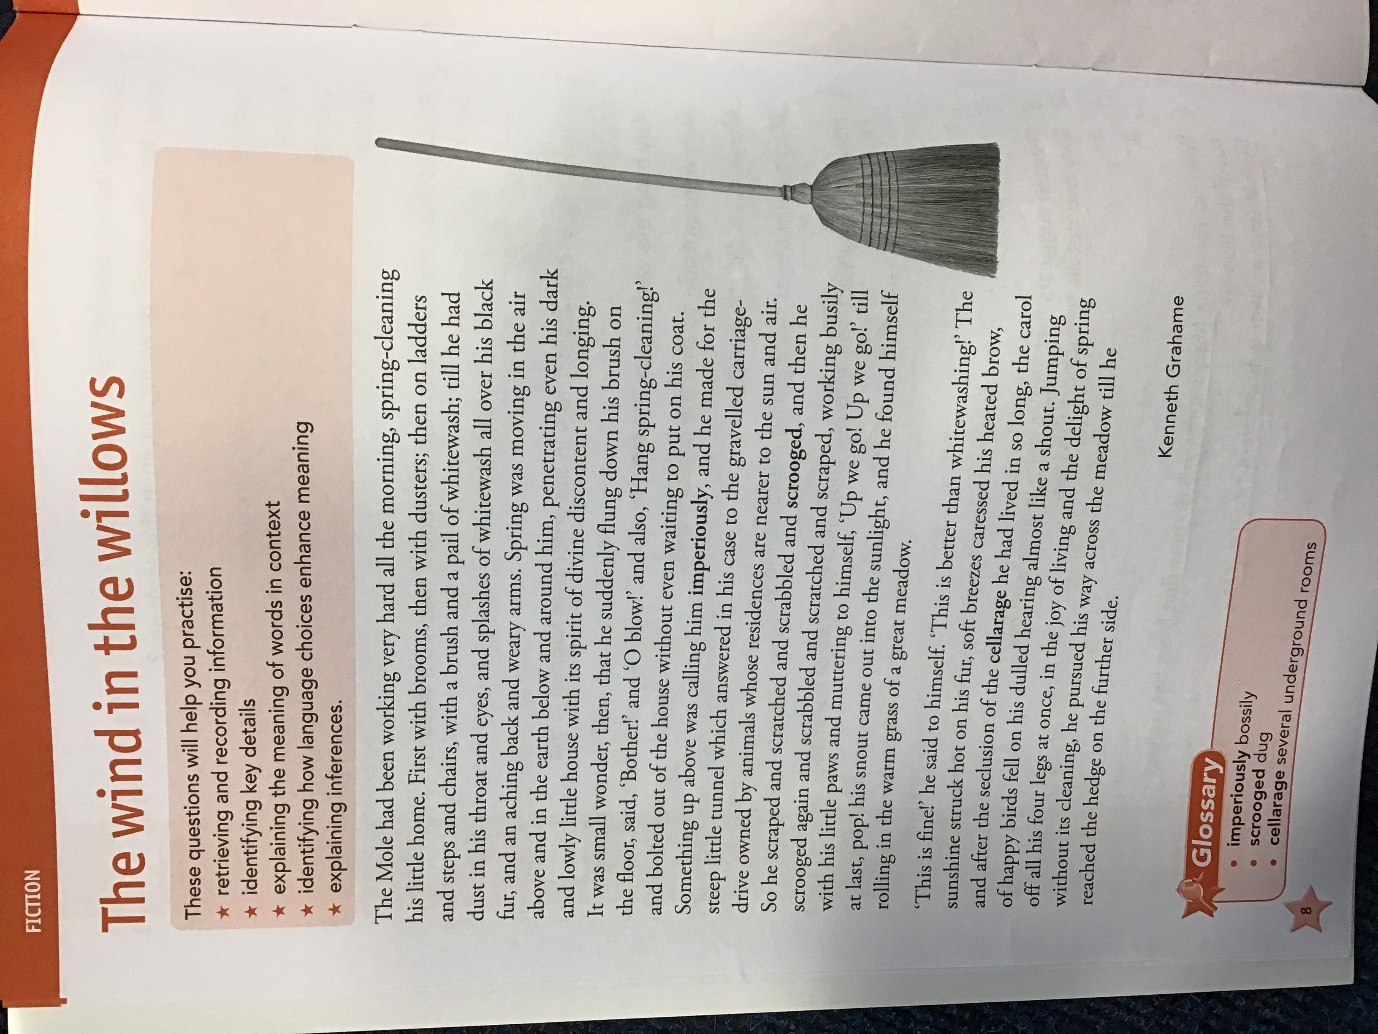 FICTION
The wind in the willows
These questions will help you practise:
★ retrieving and recording information
★ identifying key details
★ explaining the meaning of words in context
★ identifying how language choices enhance meaning
★ explaining inferences.
The Mole had been working very hard all the morning, spring-cleaning
his little home. First with brooms, then with dusters; then on ladders
and steps and chairs, with a brush and a pail of whitewash; till he had
dust in his throat and eyes, and splashes of whitewash all over his black
fur, and an aching back and weary arms. Spring was moving in the air
above and in the earth below and around him, penetrating even his dark
and lowly little house with its spirit of divine discontent and longing.
It was small wonder, then, that he suddenly flung down his brush on
the floor, said, ‘Bother!’ and ‘O blow!’ and also, ‘Hang spring-cleaning!’
and bolted out of the house without even waiting to put on his coat.
Something up above was calling him imperiously, and he made for the
steep little tunnel which answered in his case to the gravelled carriage-
drive owned by animals whose residences are nearer to the sun and air.
So he scraped and scratched and scrabbled and scrooged, and then he
scrooged again and scrabbled and scratched and scraped, working busily
with his little paws and muttering to himself, ‘Up we go! Up we go!’ till
at last, pop! his snout came out into the sunlight, and he found himself
rolling in the warm grass of a great meadow.
‘This is fine!’ he said to himself. ‘This is better than whitewashing!’ The
sunshine struck hot on his fur, soft breezes caressed his heated brow,
and after the seclusion of the cellarage he had lived in so long, the carol
of happy birds fell on his dulled hearing almost like a shout. Jumping
off all his four legs at once, in the joy of living and the delight of spring
without its cleaning, he pursued his way across the meadow till he
reached the hedge on the further side.
Kenneth Grahame
Glossary
• imperiously bossily
• scrooged dug
• cellarage several underground rooms
8